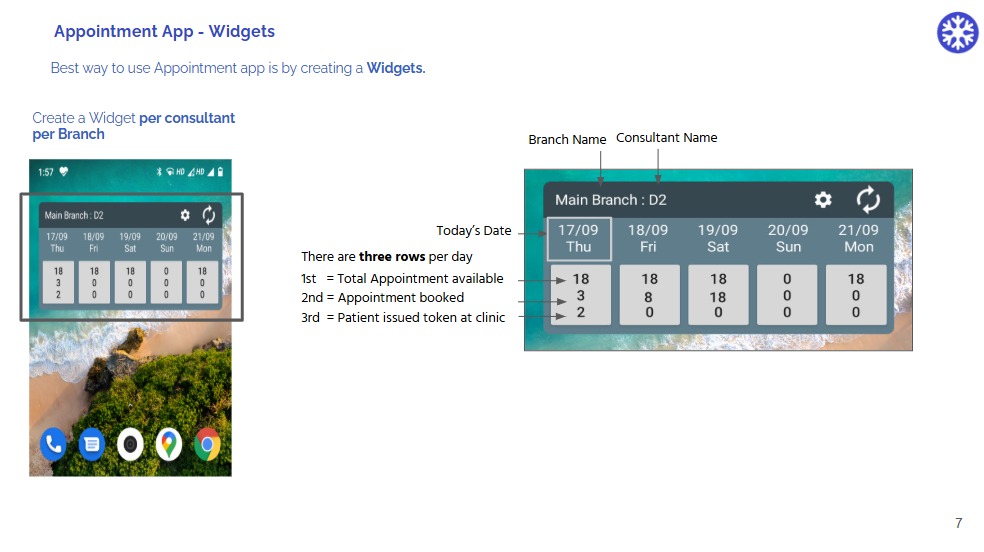 Appointment App - Widgets
Best way to use Appointment app is by creating a Widgets.
Create a Widget per consultant
per Branch
1:57 HD HD
Main Branch : D2
17/09 18/09 19/09 20/09 21/09
Thu Fri Sat Sun Mon
18 18 18 0 18
3 0 0 0 0
2 0 0 0 0
Branch Name Consultant Name
Main Branch : D2
Today's Date
17/09 18/09 19/09 20/09 21/09
Thu Fri Sat Sun Mon
There are three rows per day
1st = Total Appointment available
2nd = Appointment booked
3rd = Patient issued token at clinic
18 18 18 0 18
3 8 18 0 0
2 0 0 0 0
7